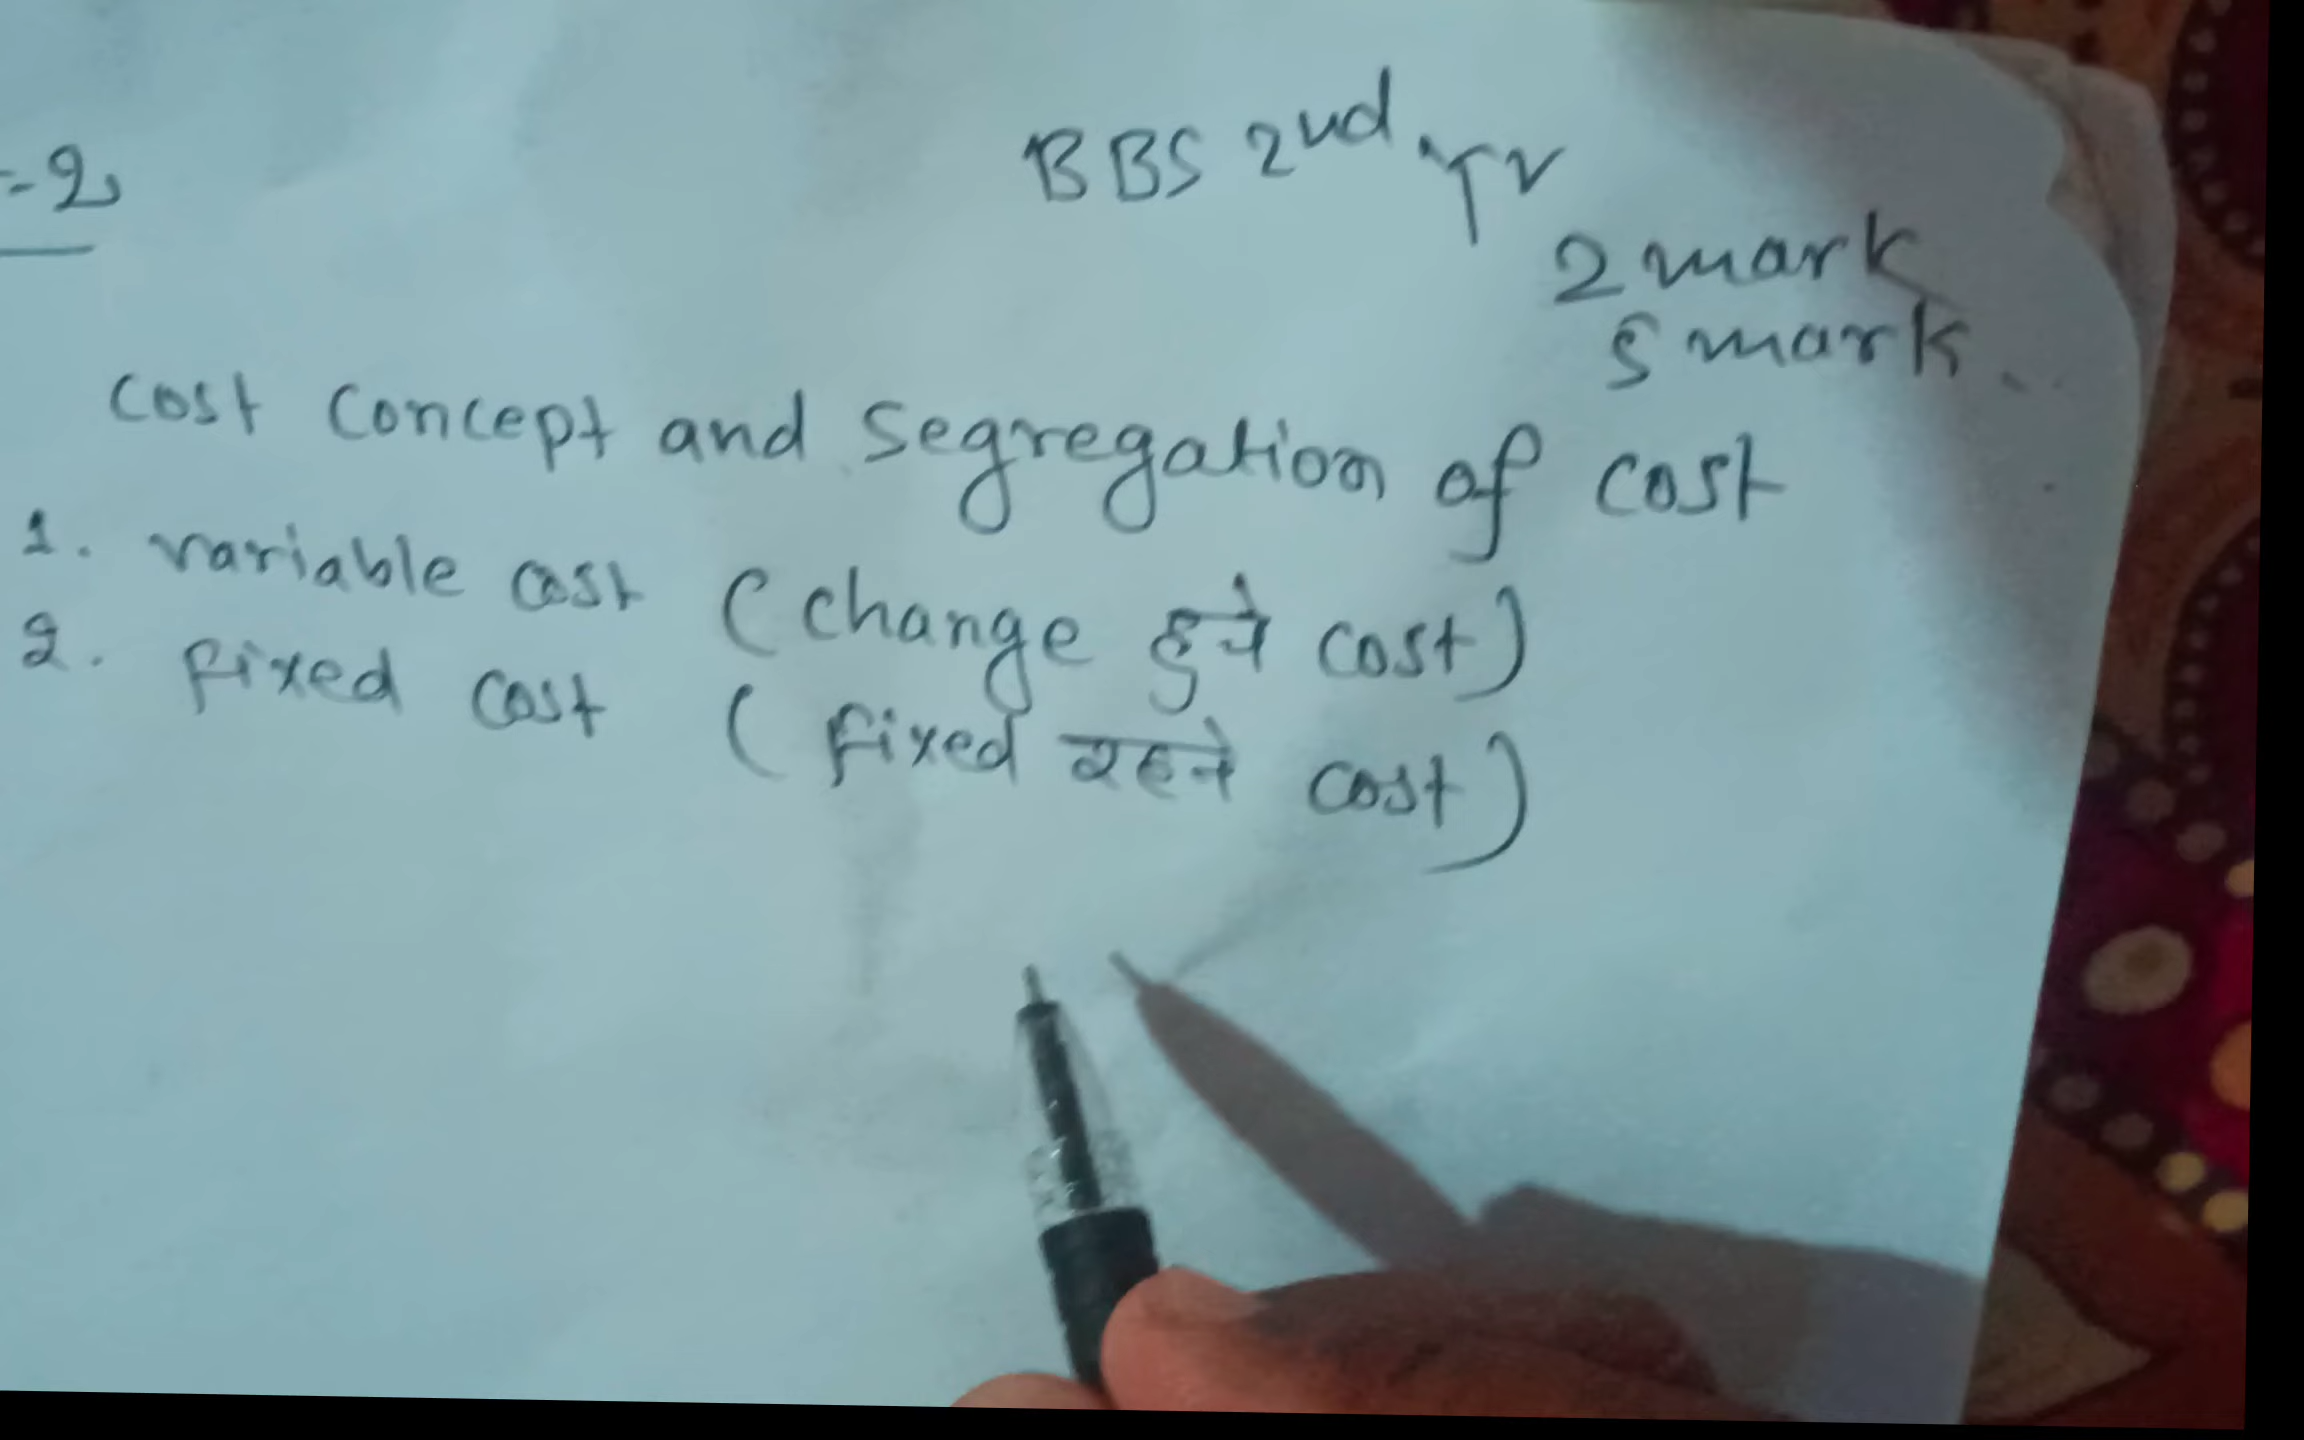 -2
BBS 2nd yr
2 mark
5 mark.
cost concept and segregation of cost
1. variable cost (change हुने cost)
2. fixed cost (fixed रहने cost)